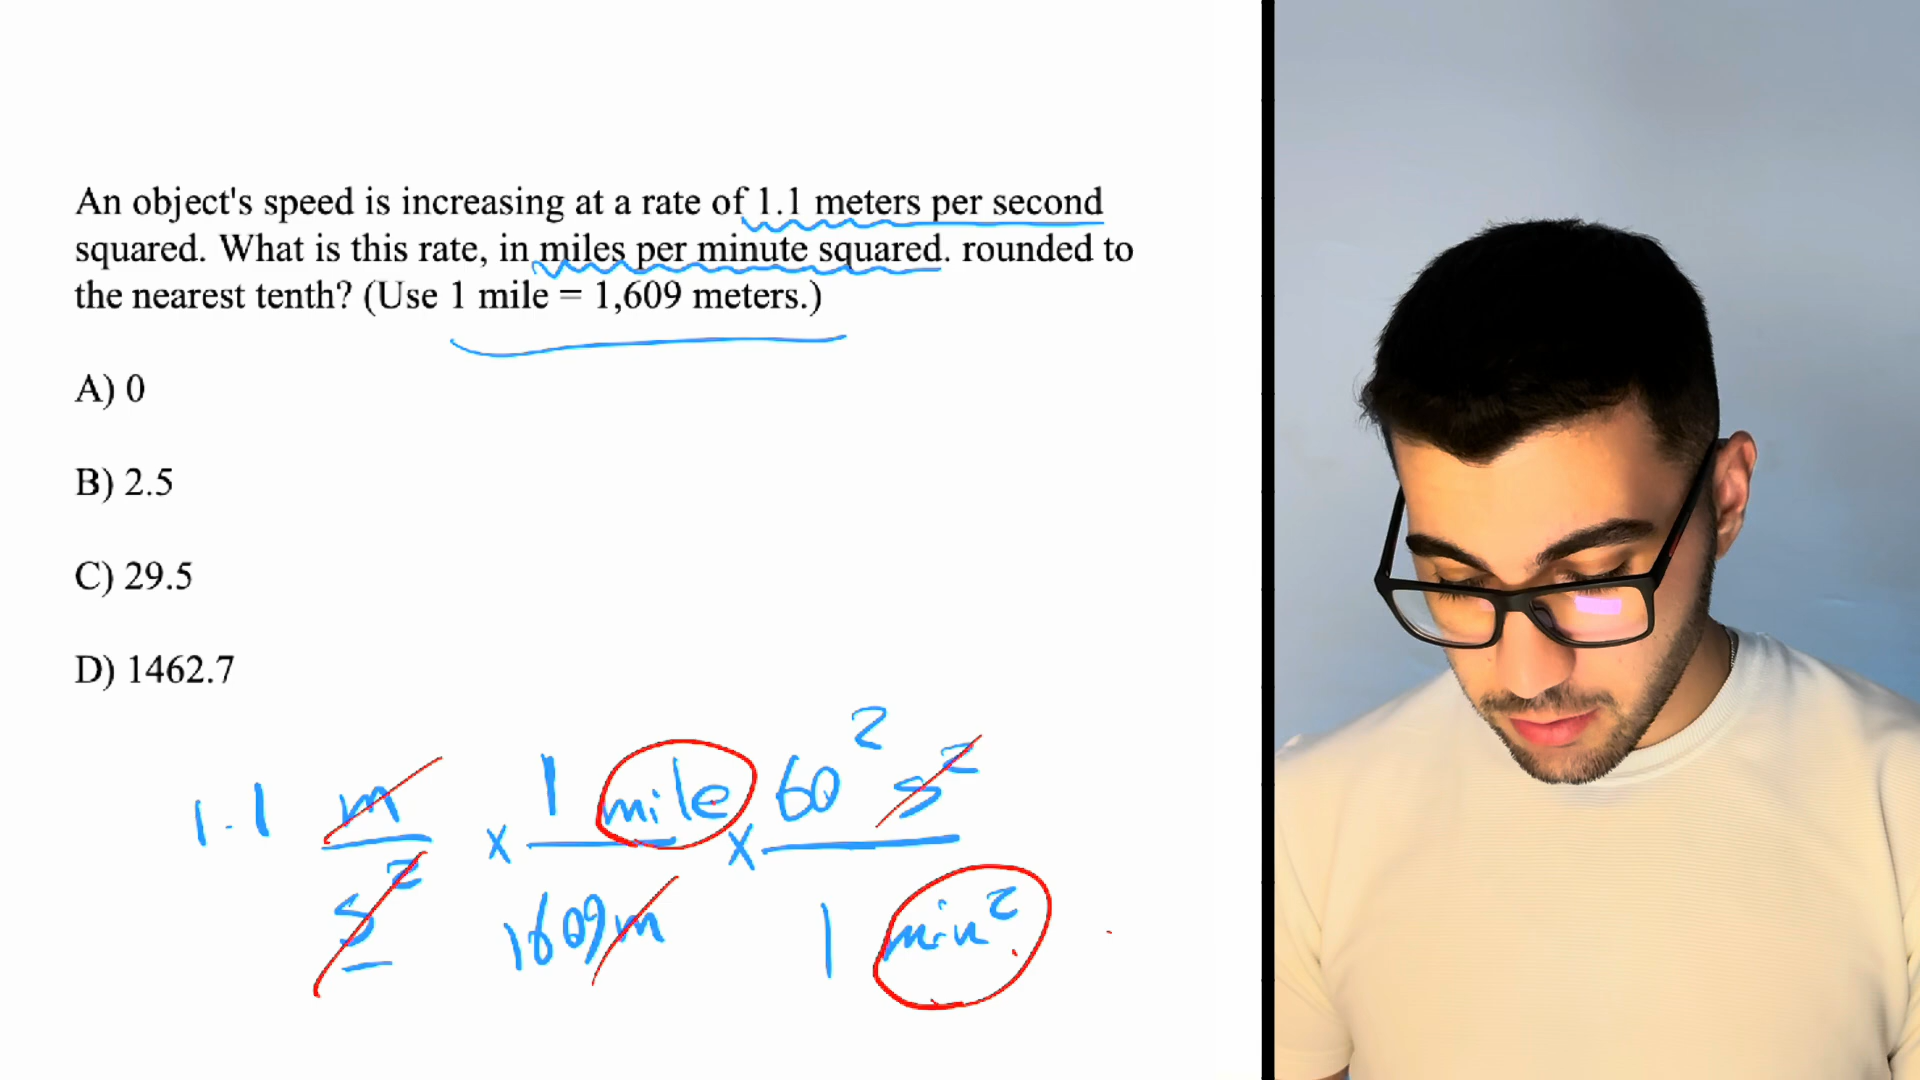 An object's speed is increasing at a rate of 1.1 meters per second
squared. What is this rate, in miles per minute squared. rounded to
the nearest tenth? (Use 1 mile = 1,609 meters.)
A) 0
B) 2.5
C) 29.5
D) 1462.7
1.1 m × 1 mile × 60² s²
s² 1609 m 1 min²